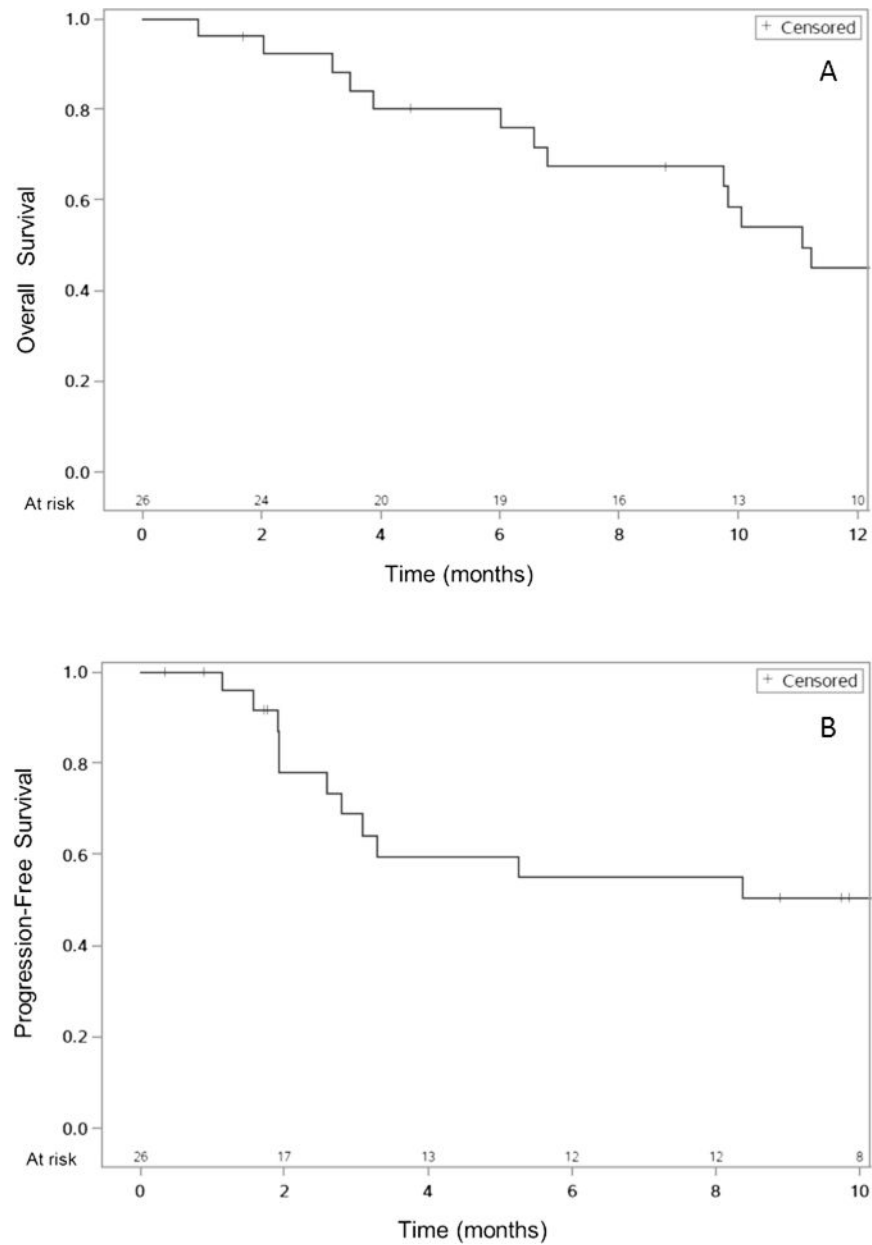 1.0
+ Censored
A
0.8
0.6
0.4
0.2
0.0
Overall Survival
At risk 26 24 20 19 16 13 10
0 2 4 6 8 10 12
Time (months)
1.0
+ Censored
B
0.8
0.6
0.4
0.2
0.0
Progression-Free Survival
At risk 26 17 13 12 12 8
0 2 4 6 8 10
Time (months)